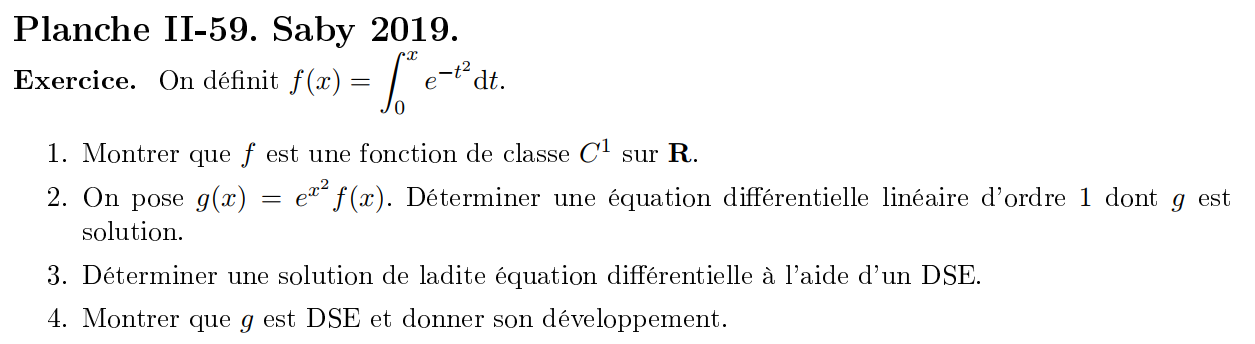 Planche II-59. Saby 2019.
Exercice. On définit $f(x) = \int_0^x e^{-t^2} \mathrm{d}t$.
1. Montrer que $f$ est une fonction de classe $C^1$ sur $\mathbf{R}$.
2. On pose $g(x) = e^{x^2} f(x)$. Déterminer une équation différentielle linéaire d'ordre 1 dont $g$ est
solution.
3. Déterminer une solution de ladite équation différentielle à l'aide d'un DSE.
4. Montrer que $g$ est DSE et donner son développement.